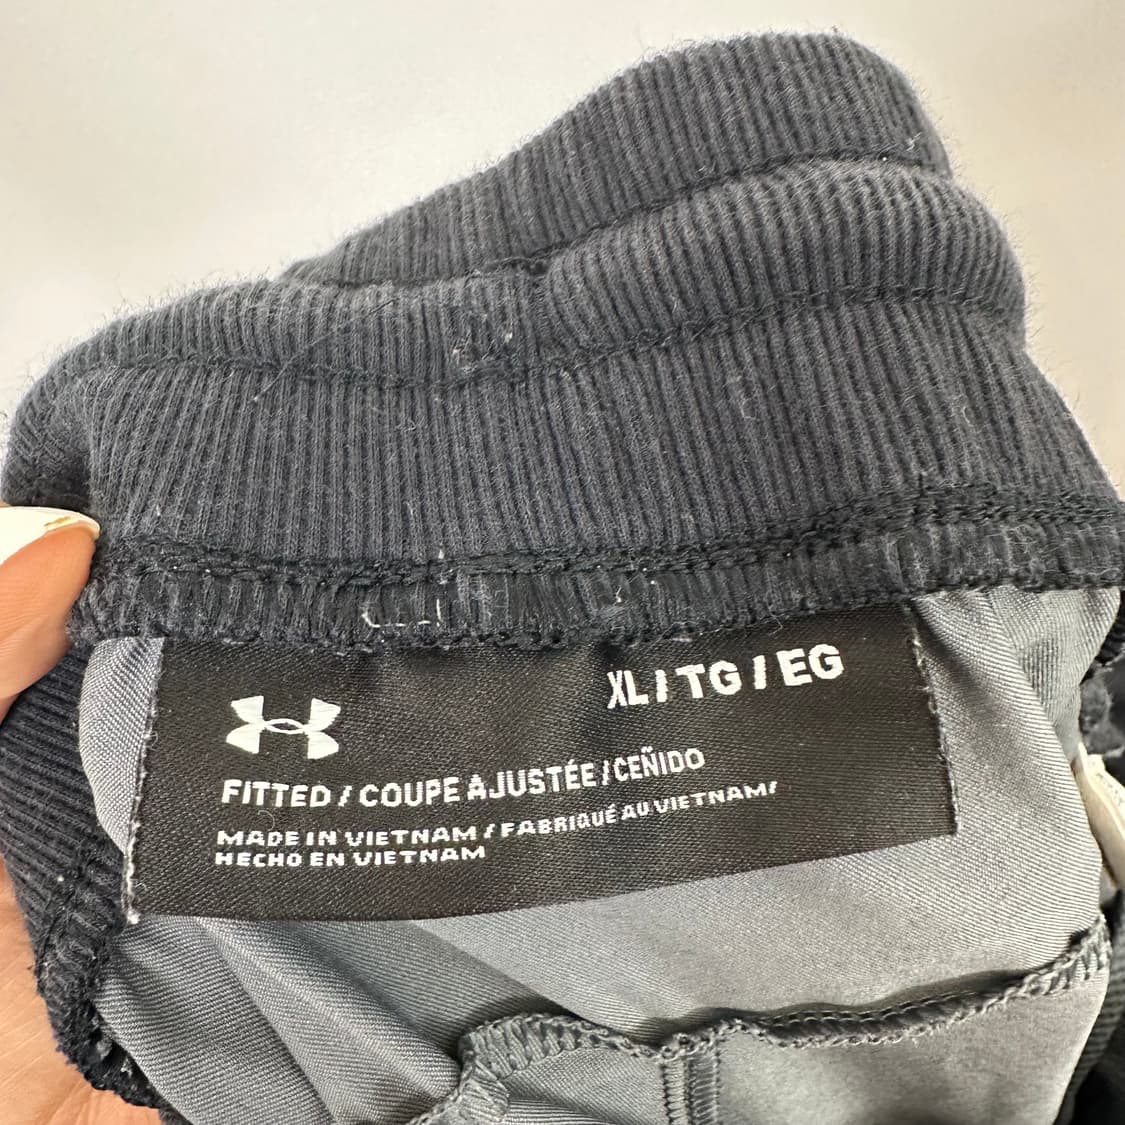 XL / TG / EG
FITTED / COUPE AJUSTÉE / CEÑIDO
MADE IN VIETNAM / FABRIQUÉ AU VIETNAM/
HECHO EN VIETNAM